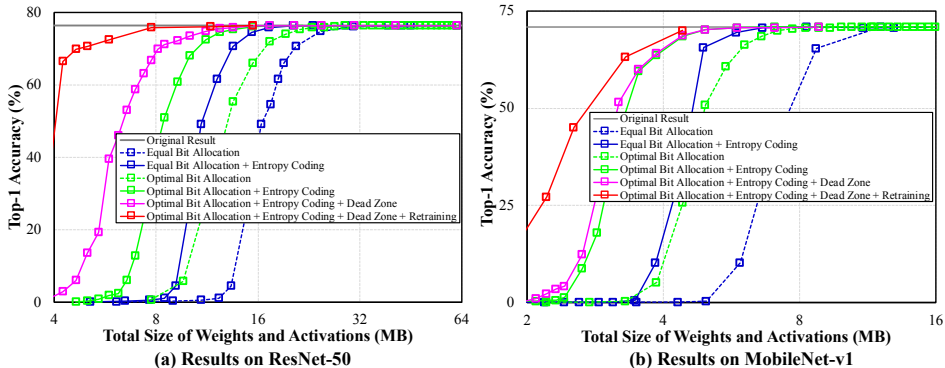 80
60
40
20
0
Top-1 Accuracy (%)
Original Result
Equal Bit Allocation
Equal Bit Allocation + Entropy Coding
Optimal Bit Allocation
Optimal Bit Allocation + Entropy Coding
Optimal Bit Allocation + Entropy Coding + Dead Zone
Optimal Bit Allocation + Entropy Coding + Dead Zone + Retraining
4 8 16 32 64
Total Size of Weights and Activations (MB)
(a) Results on ResNet-50
75
50
25
0
Top-1 Accuracy (%)
Original Result
Equal Bit Allocation
Equal Bit Allocation + Entropy Coding
Optimal Bit Allocation
Optimal Bit Allocation + Entropy Coding
Optimal Bit Allocation + Entropy Coding + Dead Zone
Optimal Bit Allocation + Entropy Coding + Dead Zone + Retraining
2 4 8 16
Total Size of Weights and Activations (MB)
(b) Results on MobileNet-v1